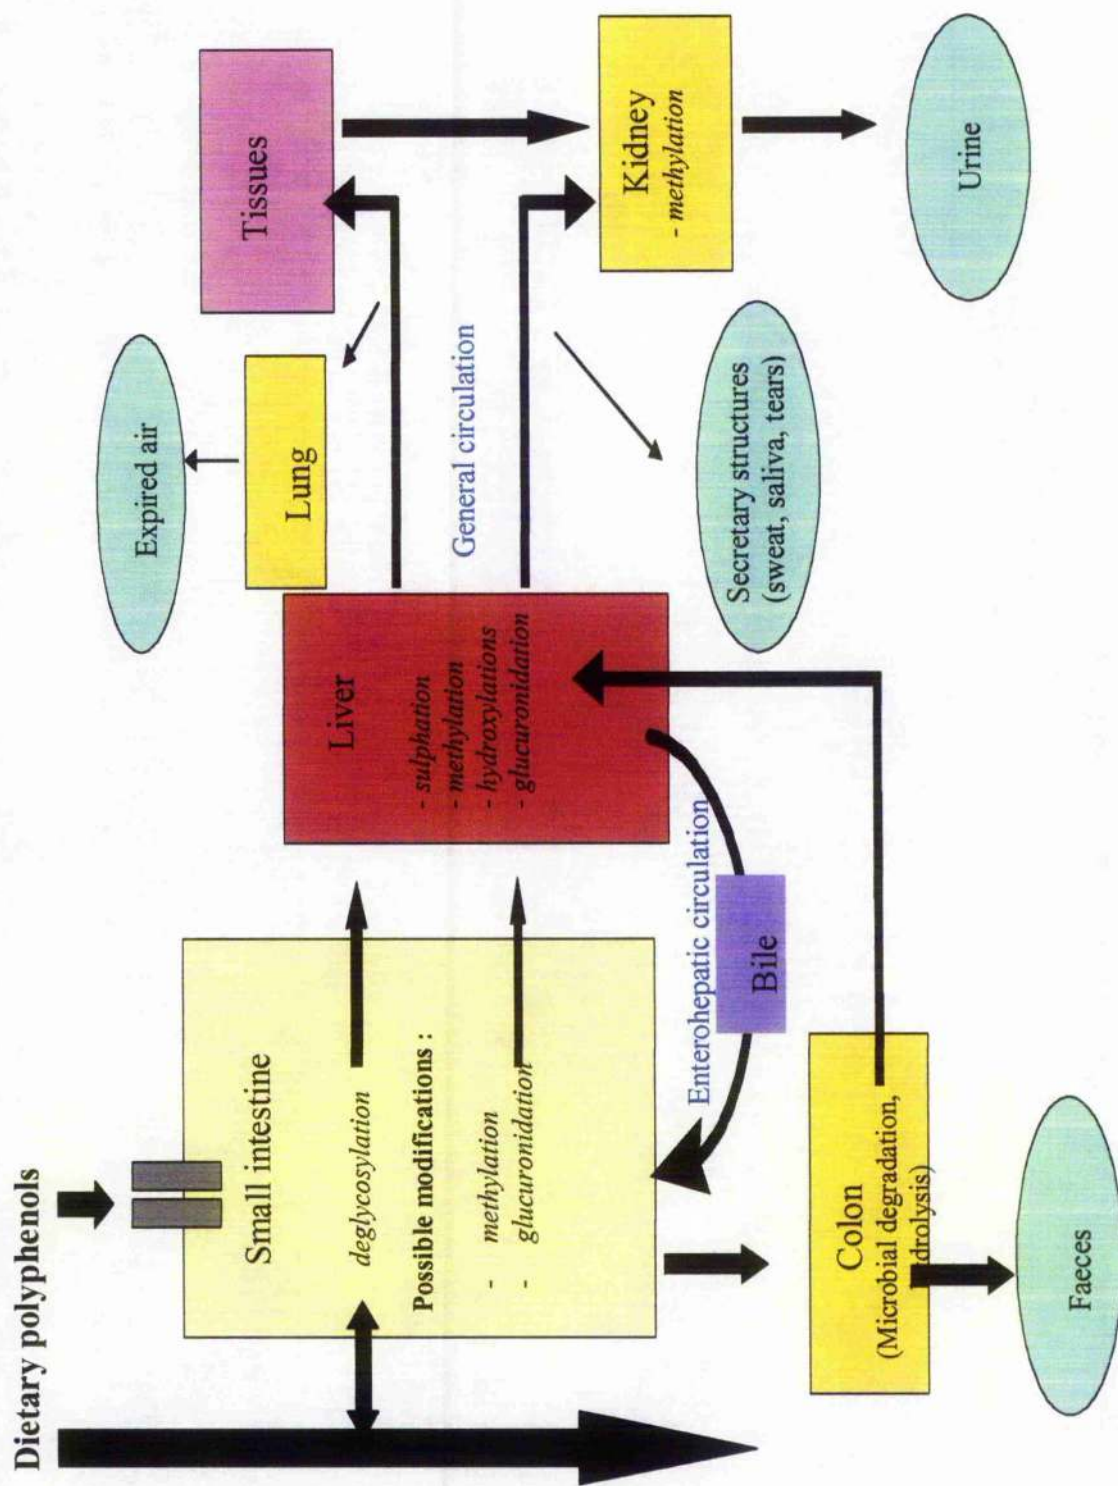 Dietary polyphenols
Small intestine
deglycosylation
Possible modifications :
- methylation
- glucuronidation
Liver
- sulphation
- methylation
- hydroxylations
- glucuronidation
Enterohepatic circulation
Bile
Colon
(Microbial degradation,
Faeces
General circulation
Lung
Expired air
Tissues
Kidney
- methylation
Urine
Secretary structures
(sweat, saliva, tears)